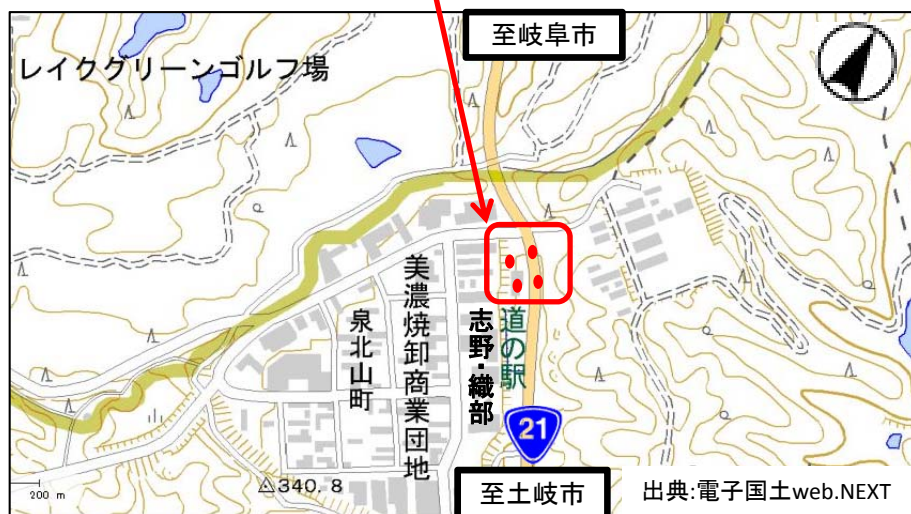 至岐阜市
レイクグリーンゴルフ場
美濃焼卸商業団地
泉北山町
道の駅
志野・織部
21
200 m
340.8
至土岐市
出典:電子国土web.NEXT